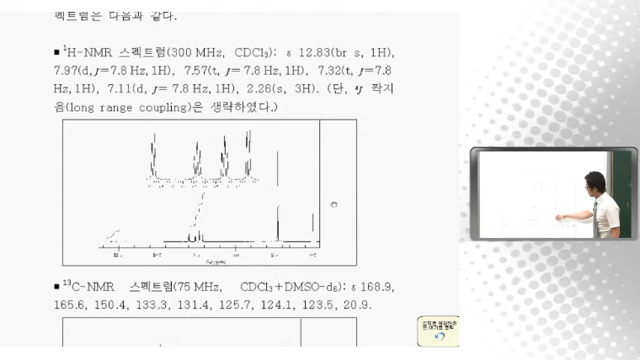 펙트럼은 다음과 같다.
■ ¹H-NMR 스펙트럼(300 MHz, CDCl₃): δ 12.83(br s, 1H),
7.97(d, J=7.8 Hz, 1H), 7.57(t, J= 7.8 Hz, 1H), 7.32(t, J=7.8
Hz, 1H), 7.11(d, J= 7.8 Hz, 1H), 2.26(s, 3H). (단, ⁴J 짝지
음(long range coupling)은 생략하였다.)
■ ¹³C-NMR 스펙트럼(75 MHz, CDCl₃+DMSO-d₆): δ 168.9,
165.6, 150.4, 133.3, 131.4, 125.7, 124.1, 123.5, 20.9.